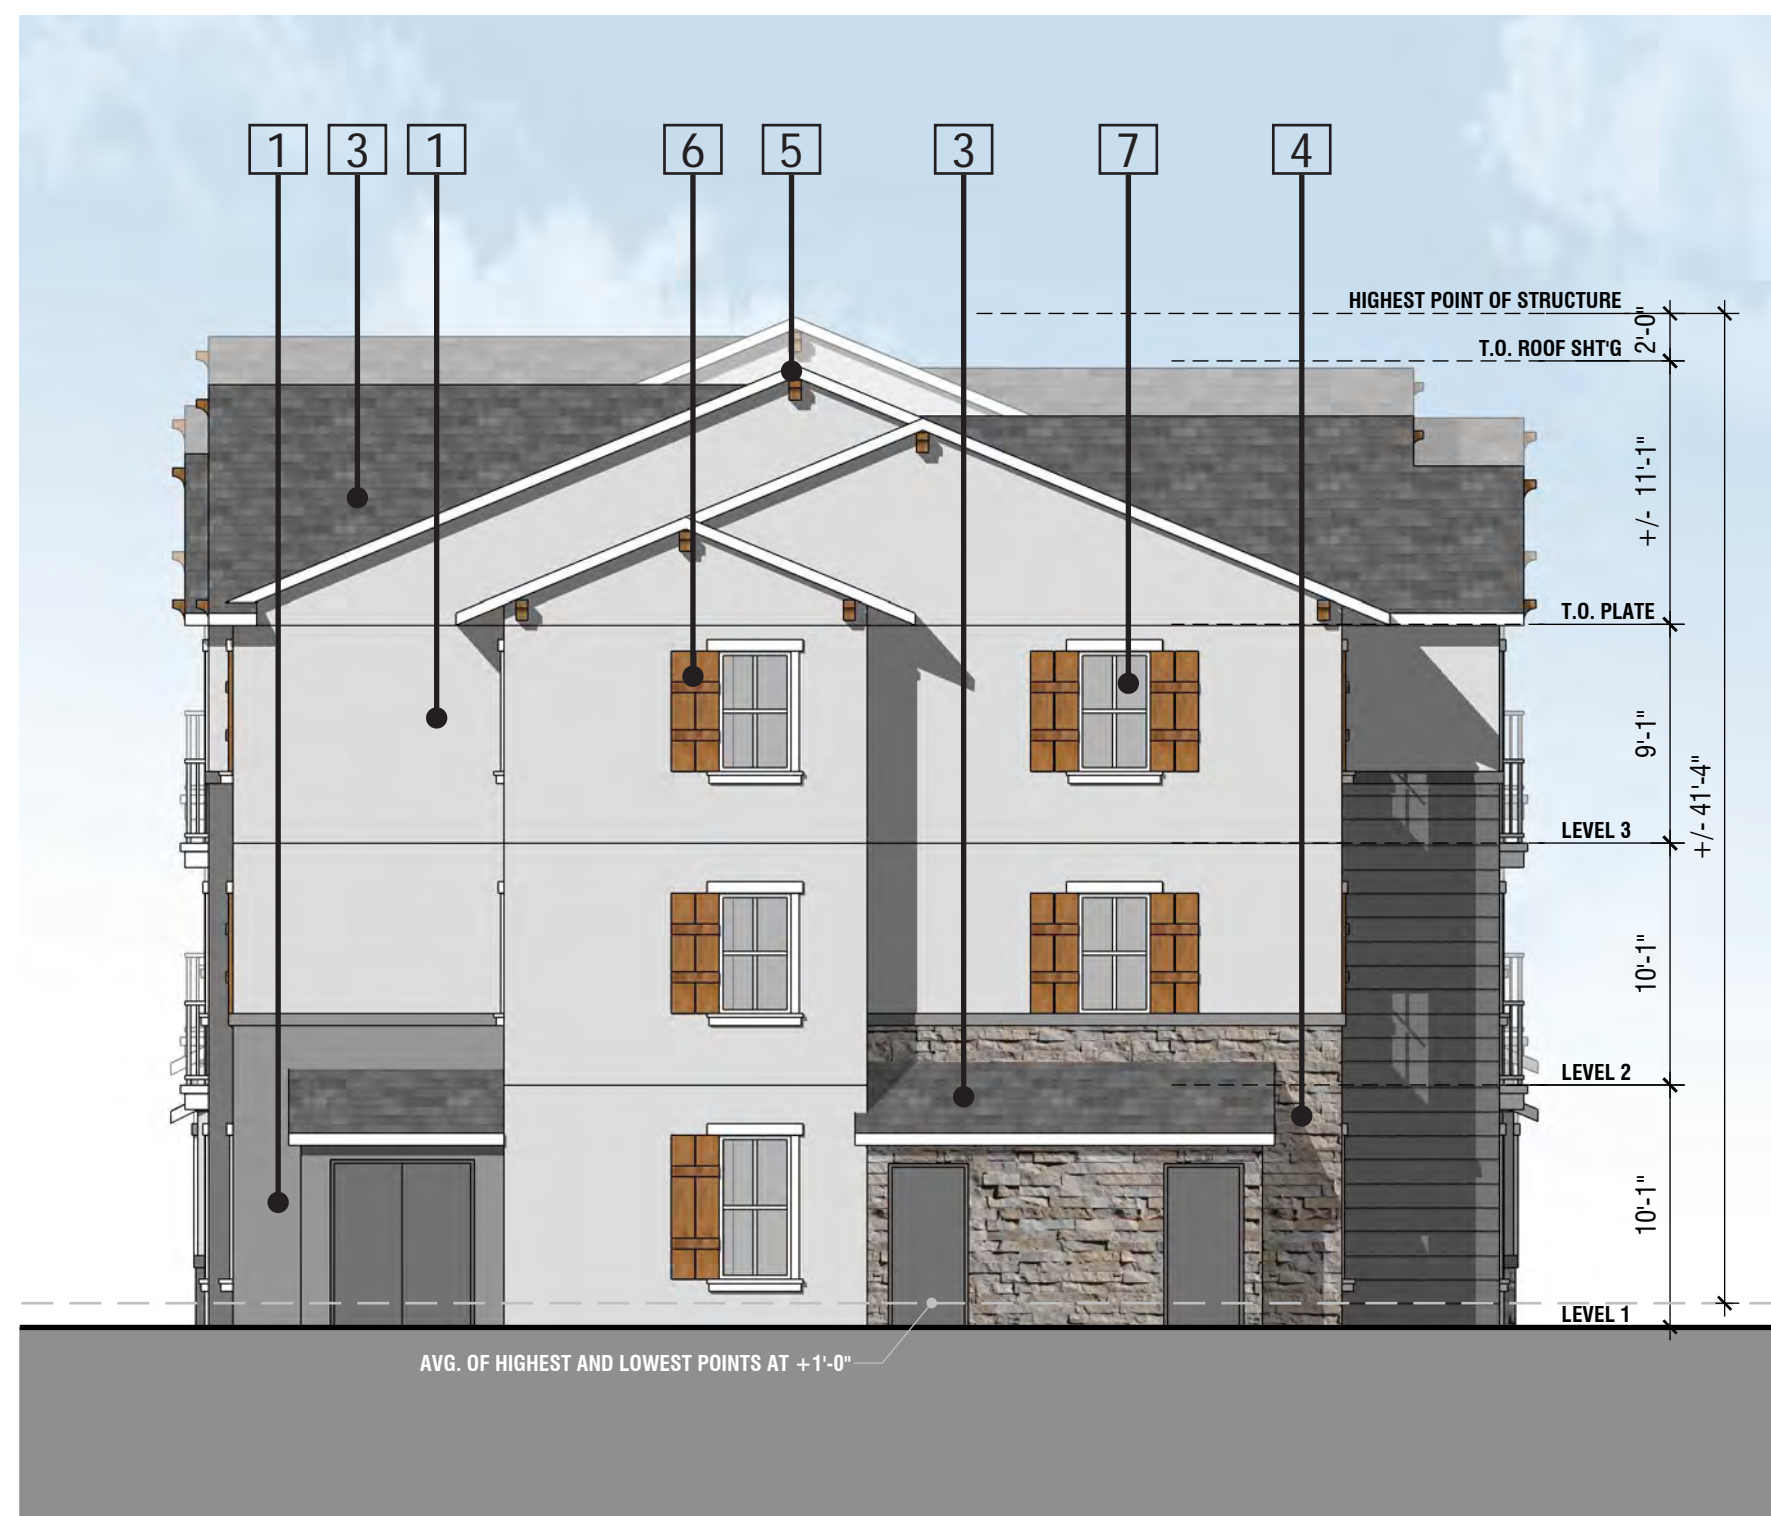 1 3 1 6 5 3 7 4
HIGHEST POINT OF STRUCTURE
2'-0"
T.O. ROOF SHT'G
+/- 11'-1"
T.O. PLATE
9'-1"
+/- 41'-4"
LEVEL 3
10'-1"
LEVEL 2
10'-1"
LEVEL 1
AVG. OF HIGHEST AND LOWEST POINTS AT +1'-0"